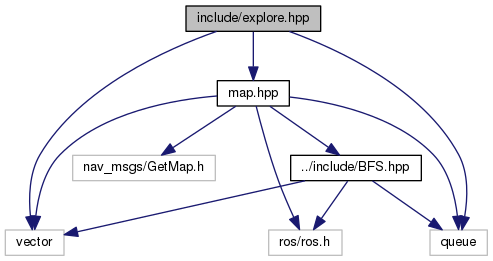 include/explore.hpp
map.hpp
nav_msgs/GetMap.h
../include/BFS.hpp
vector
ros/ros.h
queue